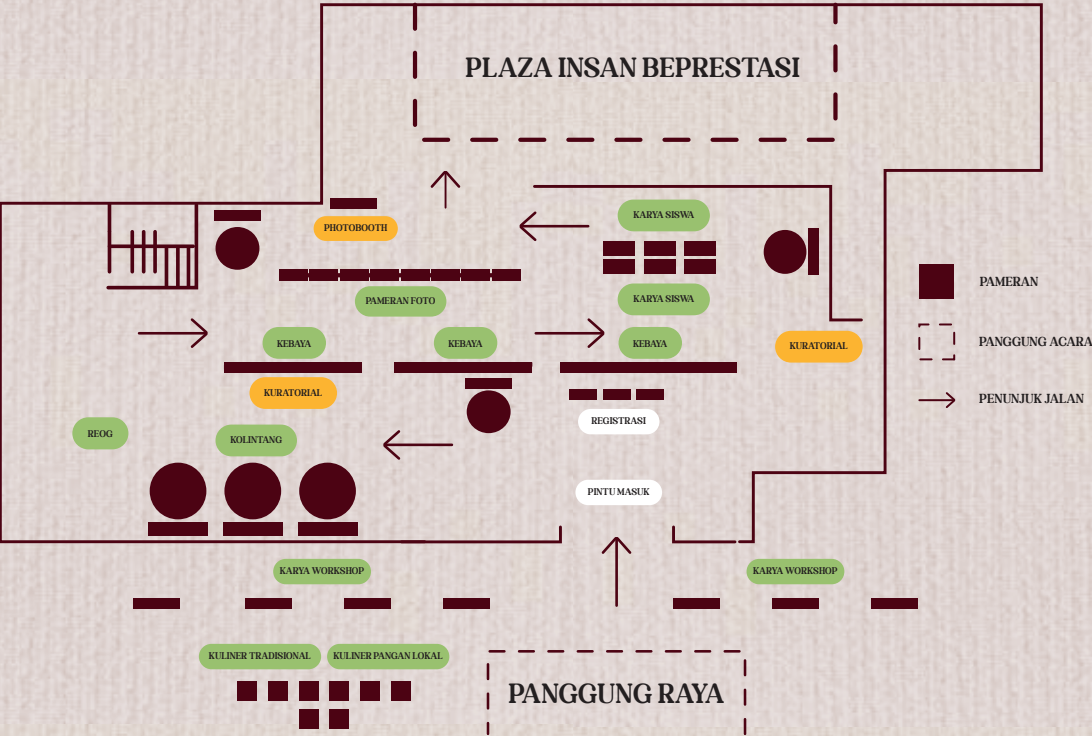 PLAZA INSAN BEPRESTASI
KARYA SISWA
PHOTOBOOTH
PAMERAN
PAMERAN FOTO
KARYA SISWA
KEBAYA
KEBAYA
KEBAYA
KURATORIAL
PANGGUNG ACARA
KURATORIAL
PENUNJUK JALAN
REGISTRASI
REOG
KOLINTANG
PINTU MASUK
KARYA WORKSHOP
KARYA WORKSHOP
KULINER TRADISIONAL
KULINER PANGAN LOKAL
PANGGUNG RAYA